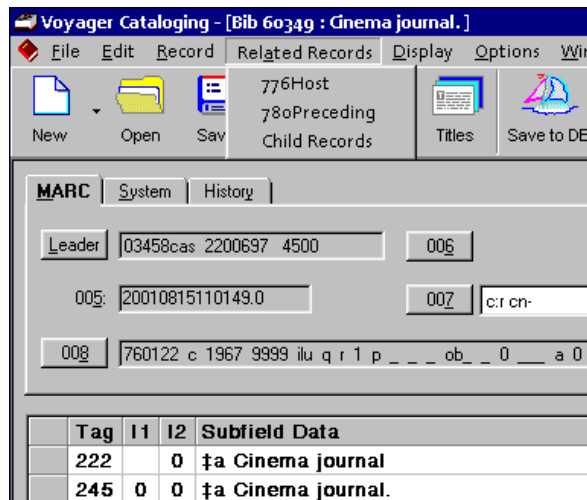 Voyager Cataloging - [Bib 60349 : Cinema journal. ]
File Edit Record Related Records Display Options Win
776Host
780Preceding
Child Records
New Open Sav Titles Save to DB
MARC System History
Leader 03458cas 2200697 4500 006
005: 20010815110149.0 007 c:r cn-
008 760122 c 1967 9999 ilu q r 1 p _ _ _ ob_ _ 0 ___ a 0
Tag I1 I2 Subfield Data
222 0 ‡a Cinema journal
245 0 0 ‡a Cinema journal.